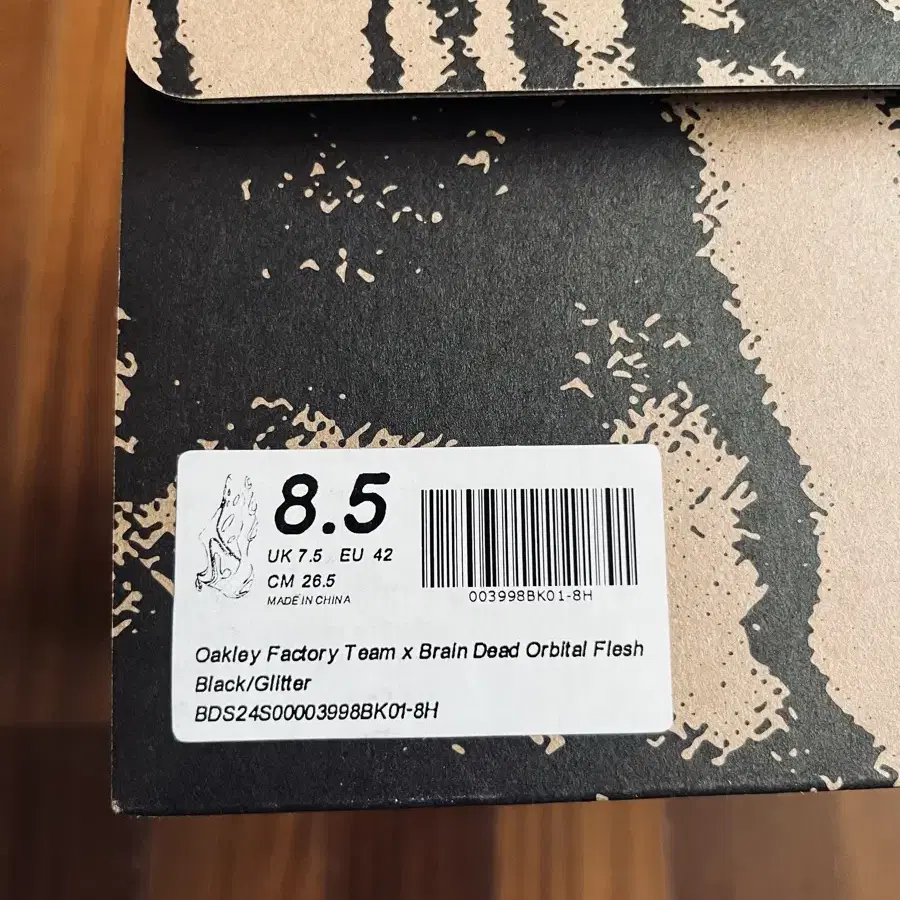 8.5
UK 7.5 EU 42
CM 26.5
MADE IN CHINA
003998BK01-8H
Oakley Factory Team x Brain Dead Orbital Flesh
Black/Glitter
BDS24S00003998BK01-8H